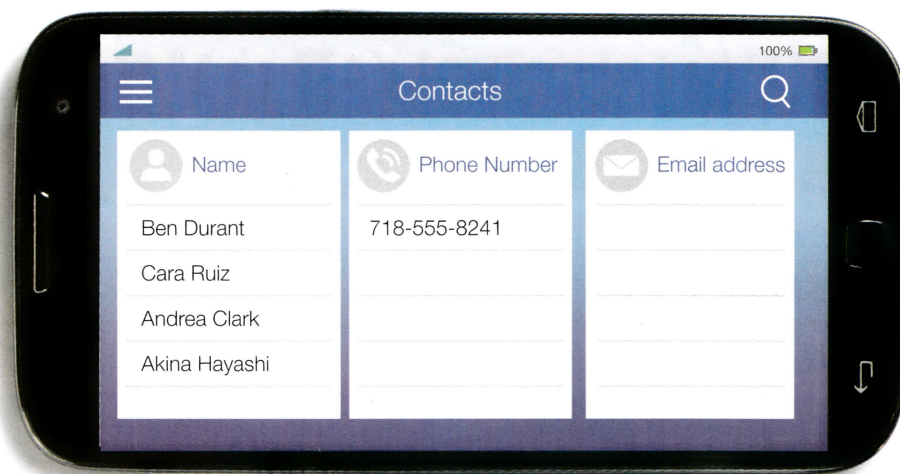 100%
Contacts
Name Phone Number Email address
Ben Durant 718-555-8241
Cara Ruiz
Andrea Clark
Akina Hayashi